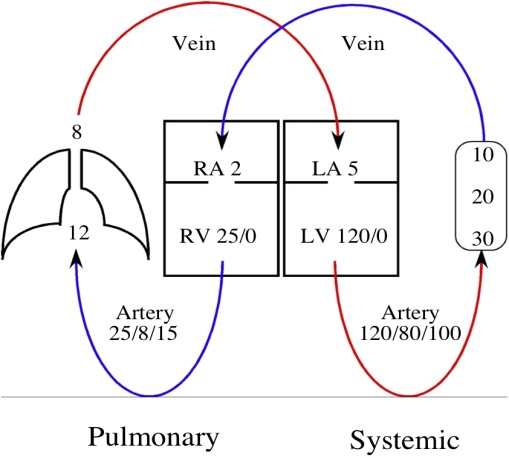 Vein
Vein
8
10
RA 2
LA 5
20
12
RV 25/0
LV 120/0
30
Artery
25/8/15
Artery
120/80/100
Pulmonary
Systemic